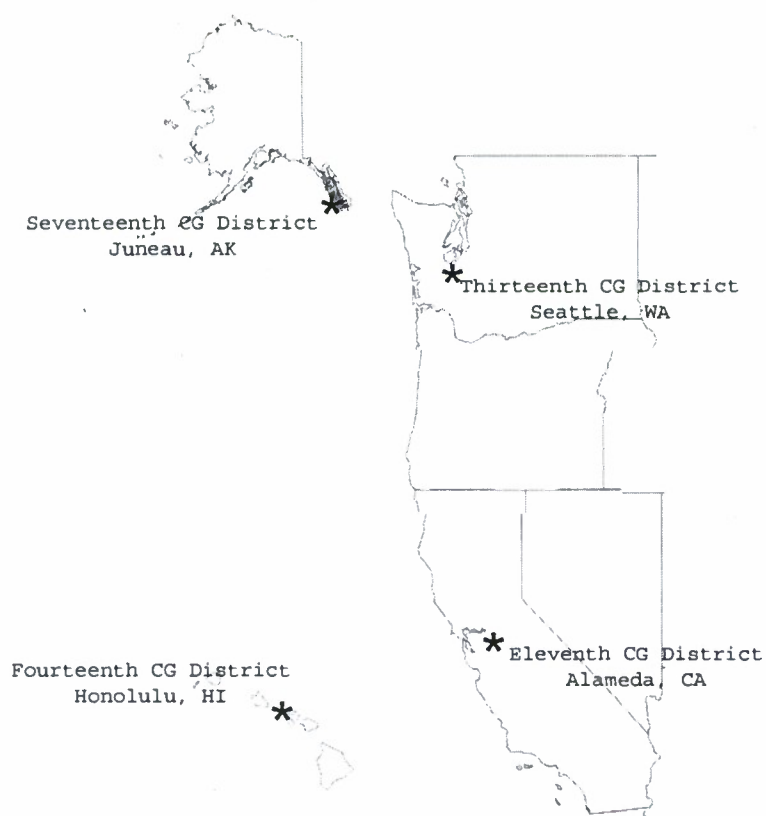 Seventeenth CG District
Juneau, AK
Thirteenth CG District
Seattle, WA
Eleventh CG District
Alameda, CA
Fourteenth CG District
Honolulu, HI